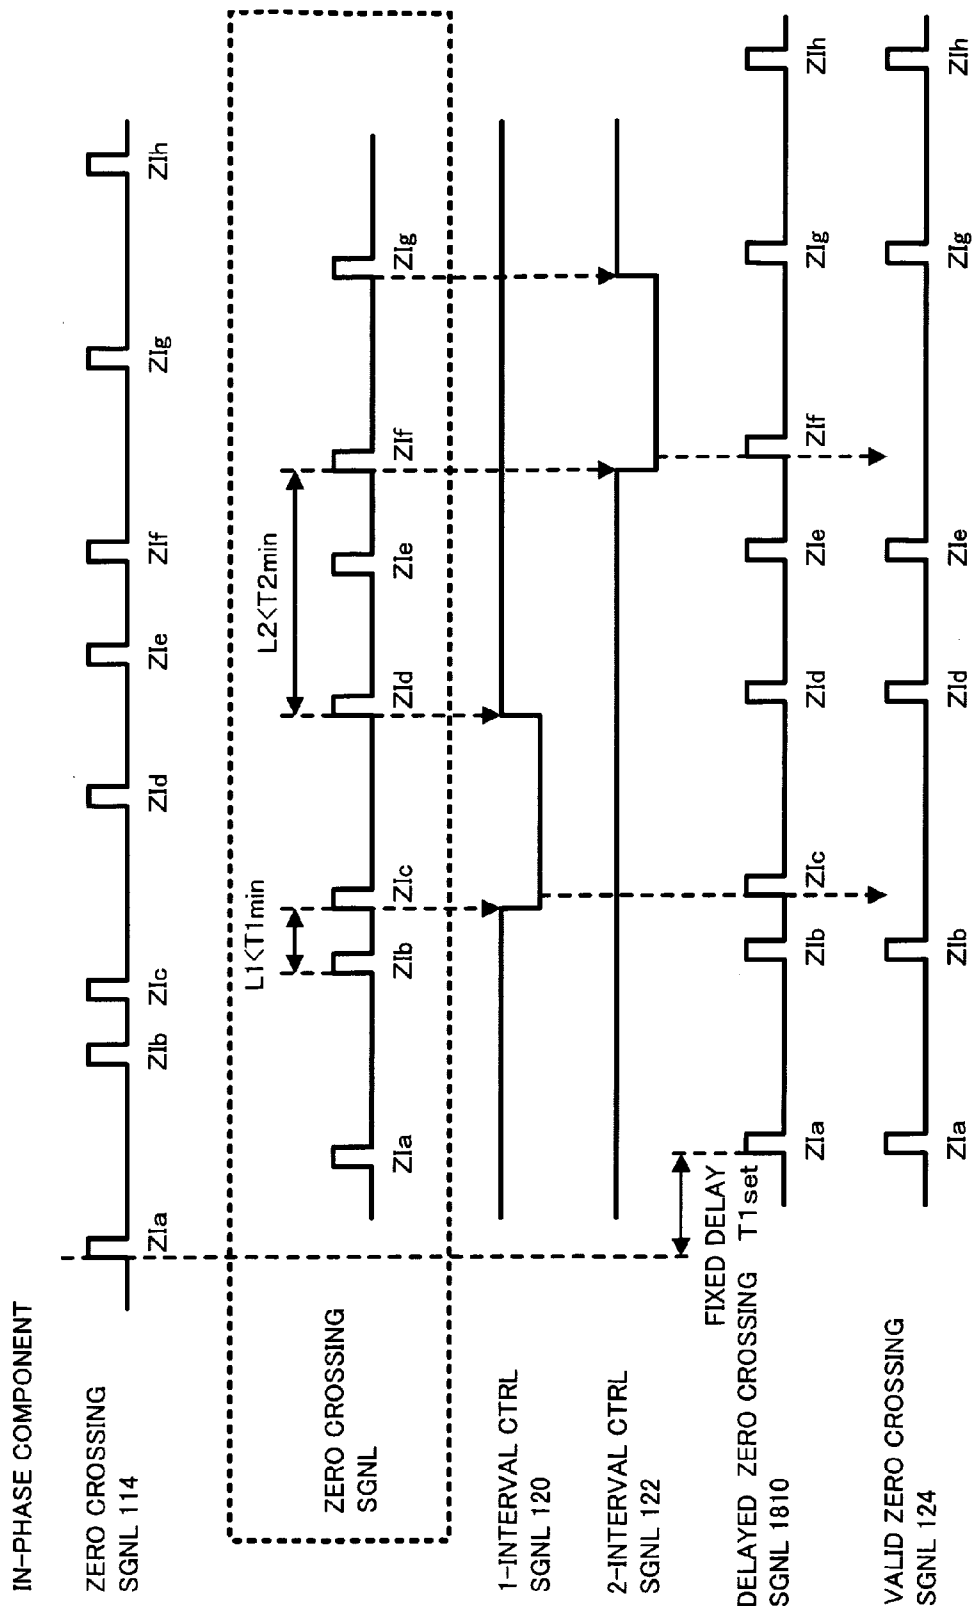 IN-PHASE COMPONENT
ZERO CROSSING
SGNL 114
ZIa ZIb ZIc ZId ZIe ZIf ZIg ZIh
L1<T1min
L2<T2min
ZERO CROSSING
SGNL
ZIa ZIb ZIc ZId ZIe ZIf ZIg
1-INTERVAL CTRL
SGNL 120
2-INTERVAL CTRL
SGNL 122
FIXED DELAY
T1set
DELAYED ZERO CROSSING
SGNL 1810
ZIa ZIb ZIc ZId ZIe ZIf ZIg ZIh
VALID ZERO CROSSING
SGNL 124
ZIa ZIb ZId ZIe ZIg ZIh